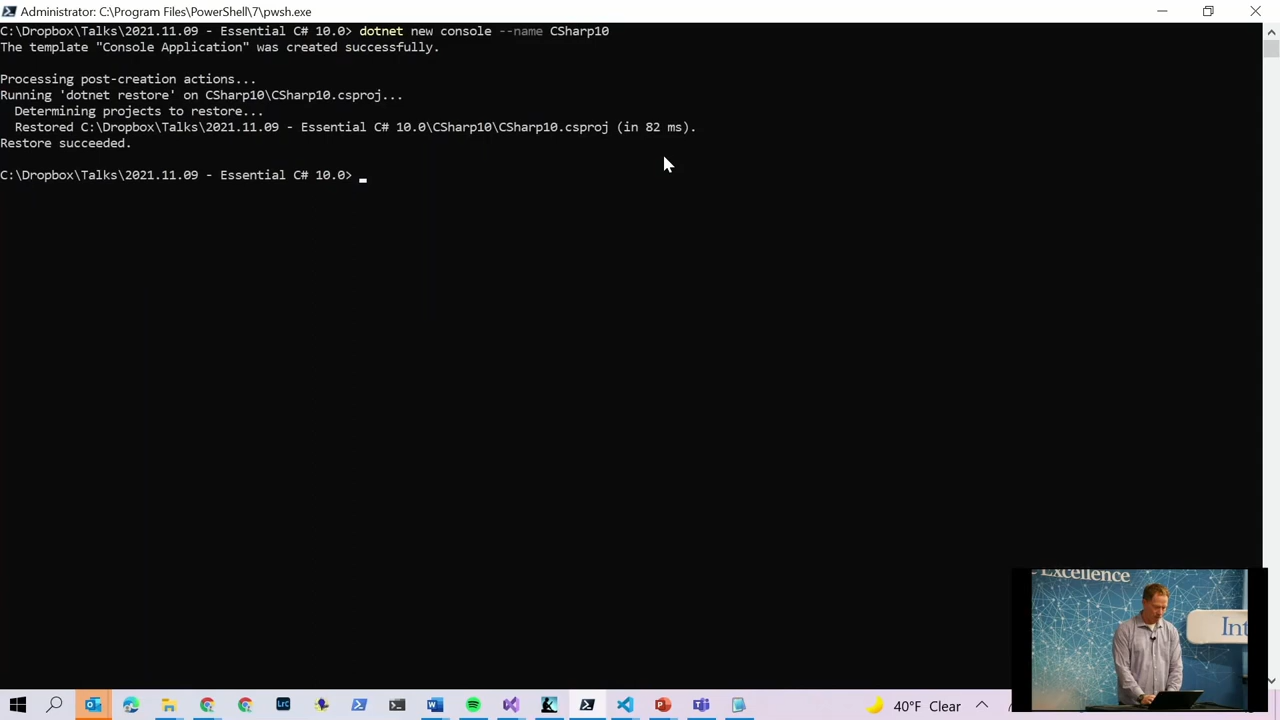 Administrator: C:\Program Files\PowerShell\7\pwsh.exe
C:\Dropbox\Talks\2021.11.09 - Essential C# 10.0> dotnet new console --name CSharp10
The template "Console Application" was created successfully.
Processing post-creation actions...
Running 'dotnet restore' on CSharp10\CSharp10.csproj...
Determining projects to restore...
Restored C:\Dropbox\Talks\2021.11.09 - Essential C# 10.0\CSharp10\CSharp10.csproj (in 82 ms).
Restore succeeded.
C:\Dropbox\Talks\2021.11.09 - Essential C# 10.0>
Excellence
Int
Lrc
40°F Clear